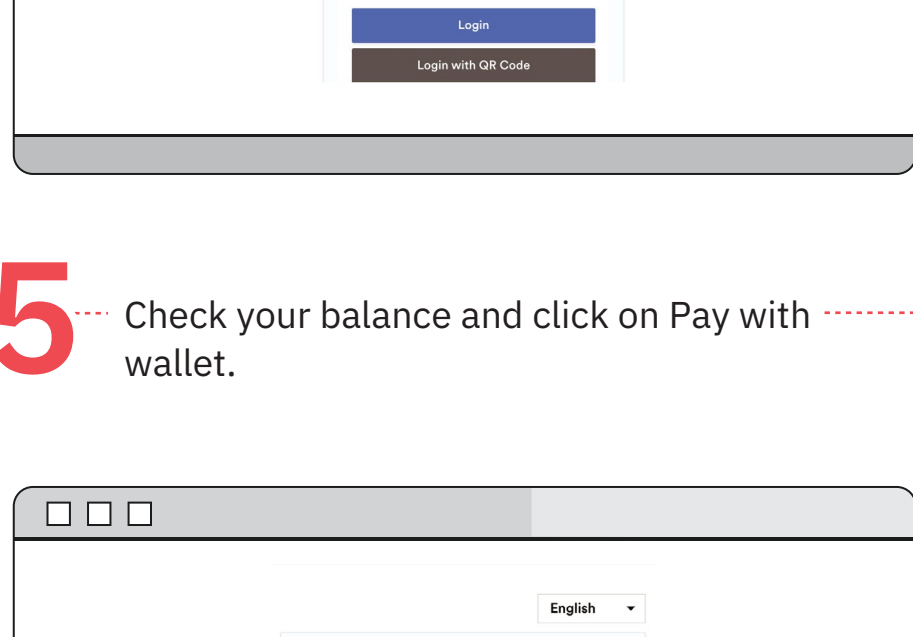 Login
Login with QR Code
5
Check your balance and click on Pay with
wallet.
English